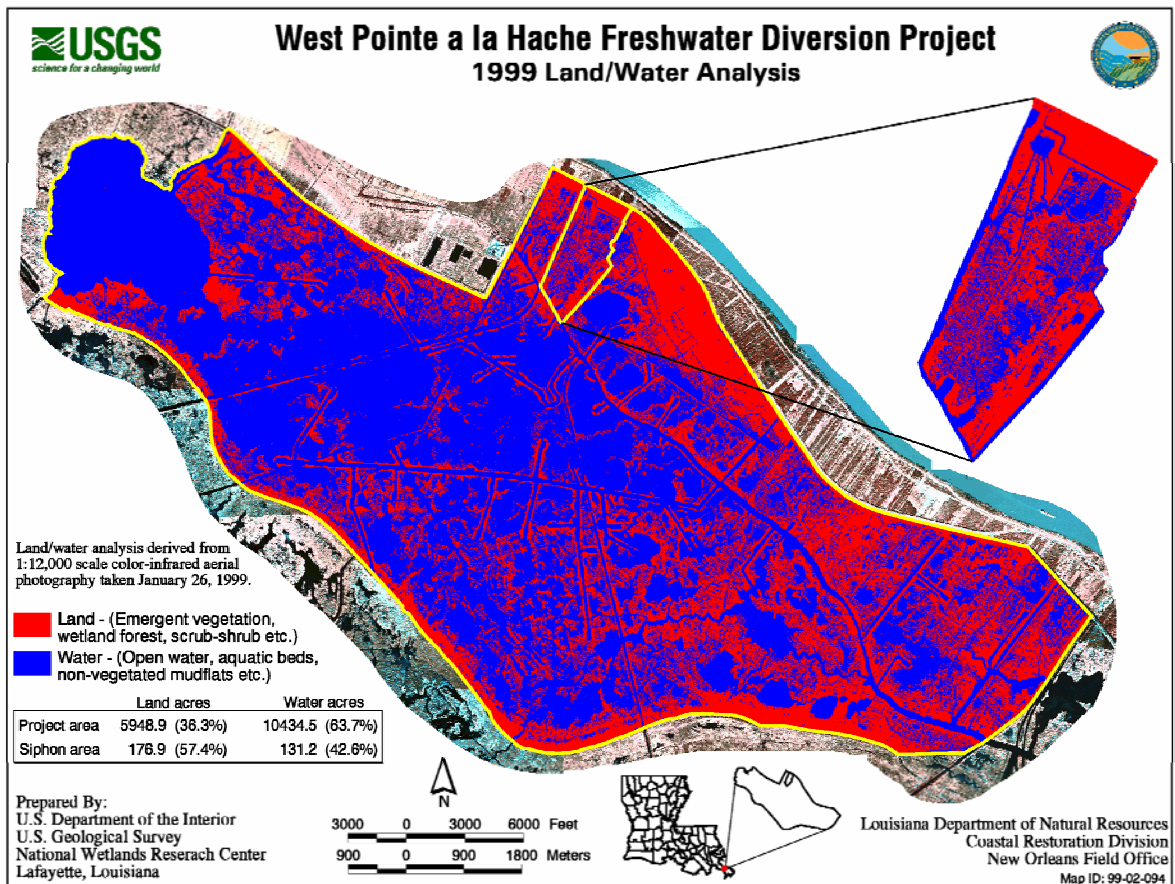 USGS
science for a changing world
West Pointe a la Hache Freshwater Diversion Project
1999 Land/Water Analysis
Land/water analysis derived from
1:12,000 scale color-infrared aerial
photography taken January 26, 1999.
Land - (Emergent vegetation,
wetland forest, scrub-shrub etc.)
Water - (Open water, aquatic beds,
non-vegetated mudflats etc.)
Land acres Water acres
Project area 5948.9 (36.3%) 10434.5 (63.7%)
Siphon area 176.9 (57.4%) 131.2 (42.6%)
Prepared By:
U.S. Department of the Interior
U.S. Geological Survey
National Wetlands Reserach Center
Lafayette, Louisiana
N
3000 0 3000 6000 Feet
900 0 900 1800 Meters
Louisiana Department of Natural Resources
Coastal Restoration Division
New Orleans Field Office
Map ID: 99-02-094